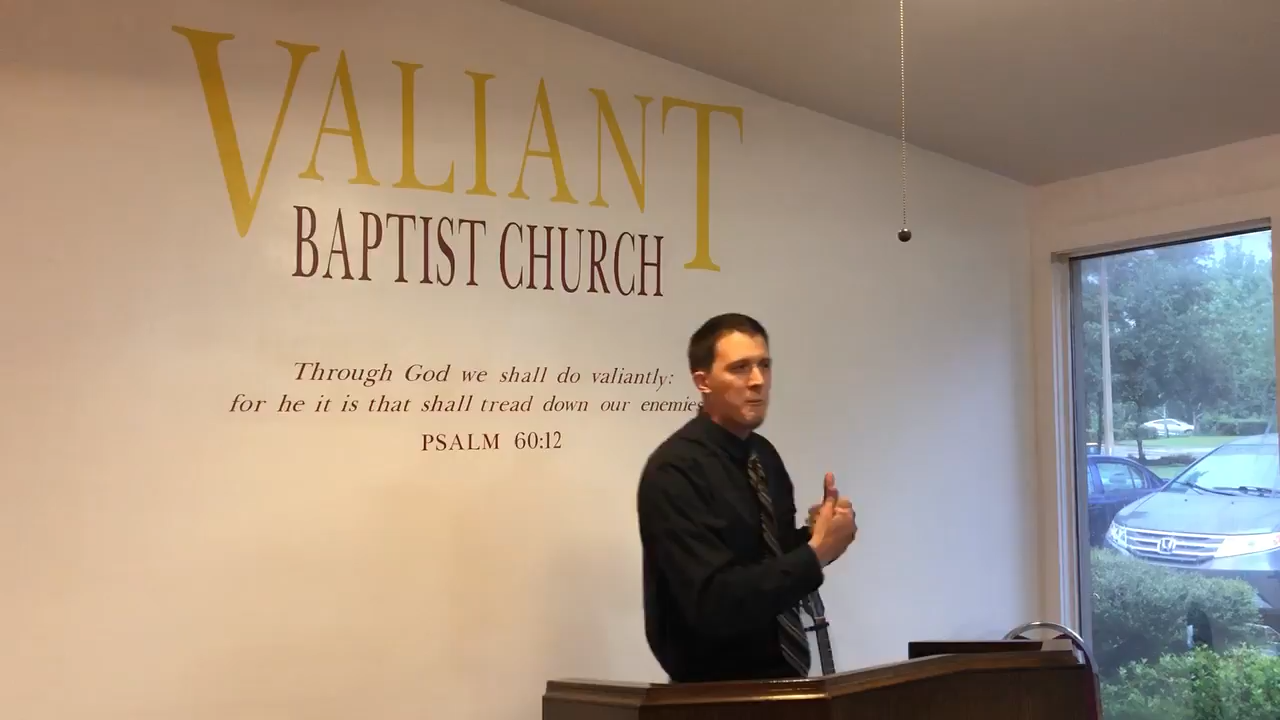 VALIANT
BAPTIST CHURCH
Through God we shall do valiantly:
for he it is that shall tread down our enemies
PSALM 60:12